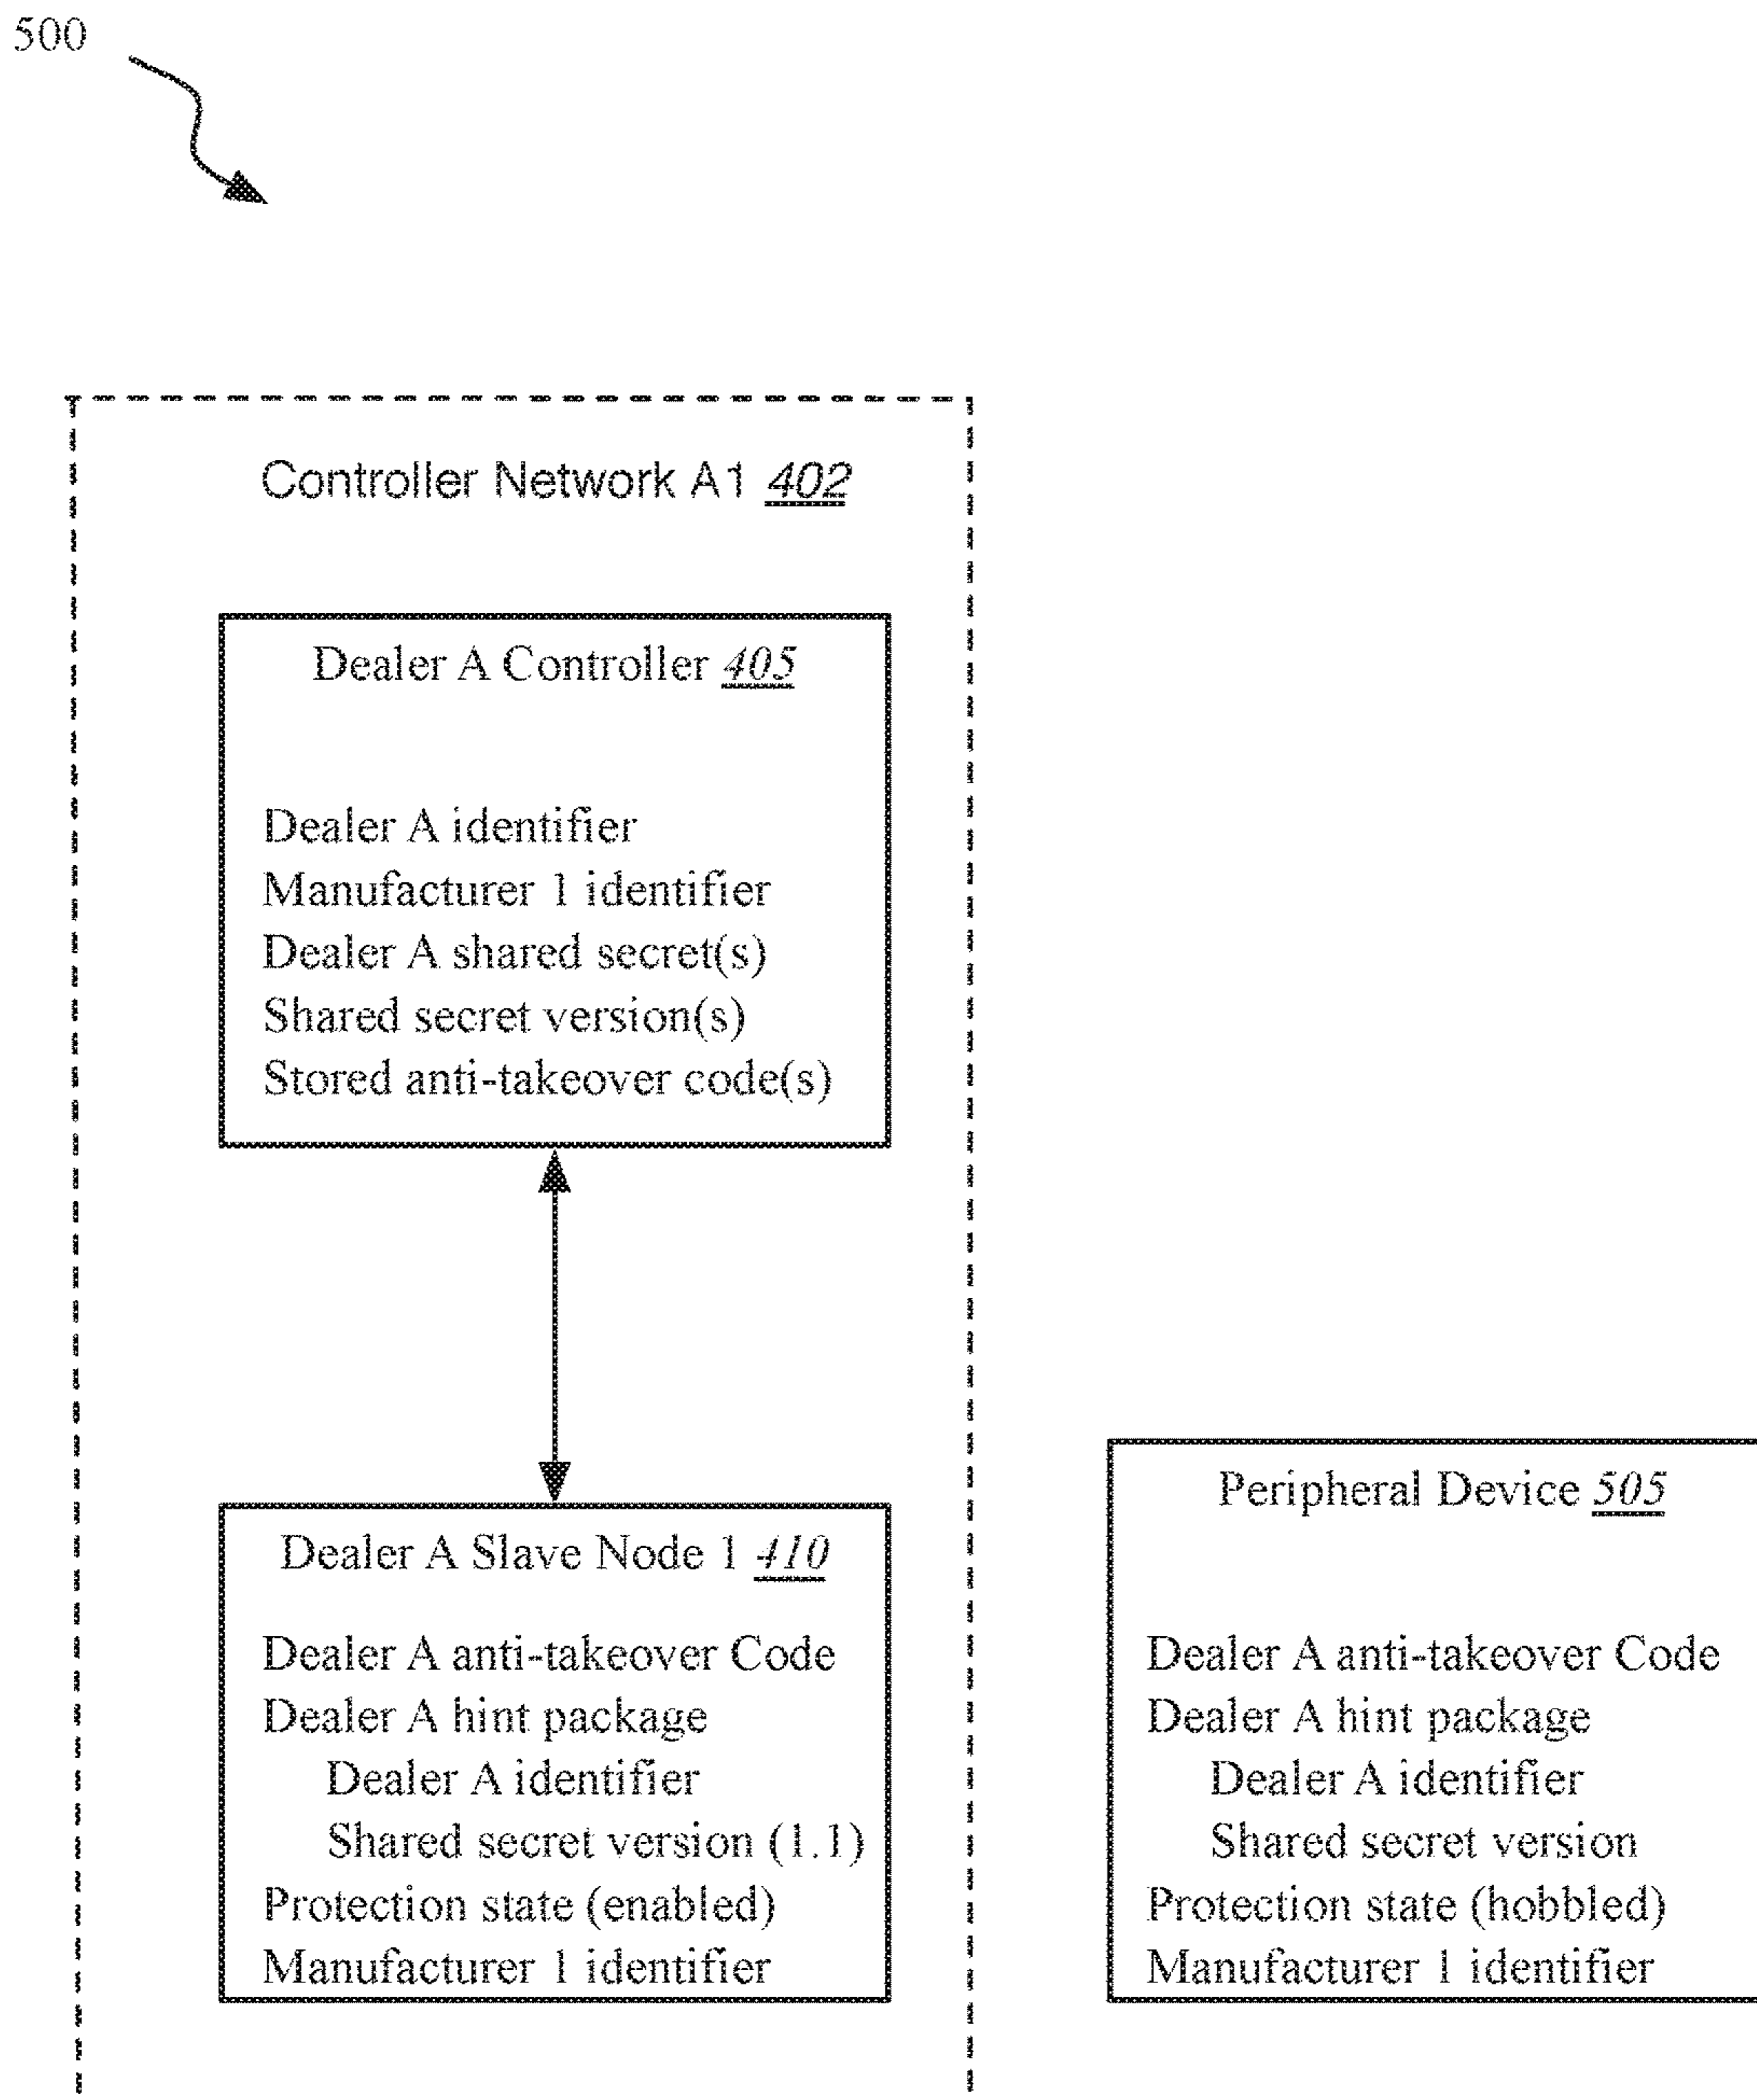 500
Controller Network A1 402
Dealer A Controller 405
Dealer A identifier
Manufacturer 1 identifier
Dealer A shared secret(s)
Shared secret version(s)
Stored anti-takeover code(s)
Dealer A Slave Node 1 410
Dealer A anti-takeover Code
Dealer A hint package
Dealer A identifier
Shared secret version (1.1)
Protection state (enabled)
Manufacturer 1 identifier
Peripheral Device 505
Dealer A anti-takeover Code
Dealer A hint package
Dealer A identifier
Shared secret version
Protection state (hobbled)
Manufacturer 1 identifier